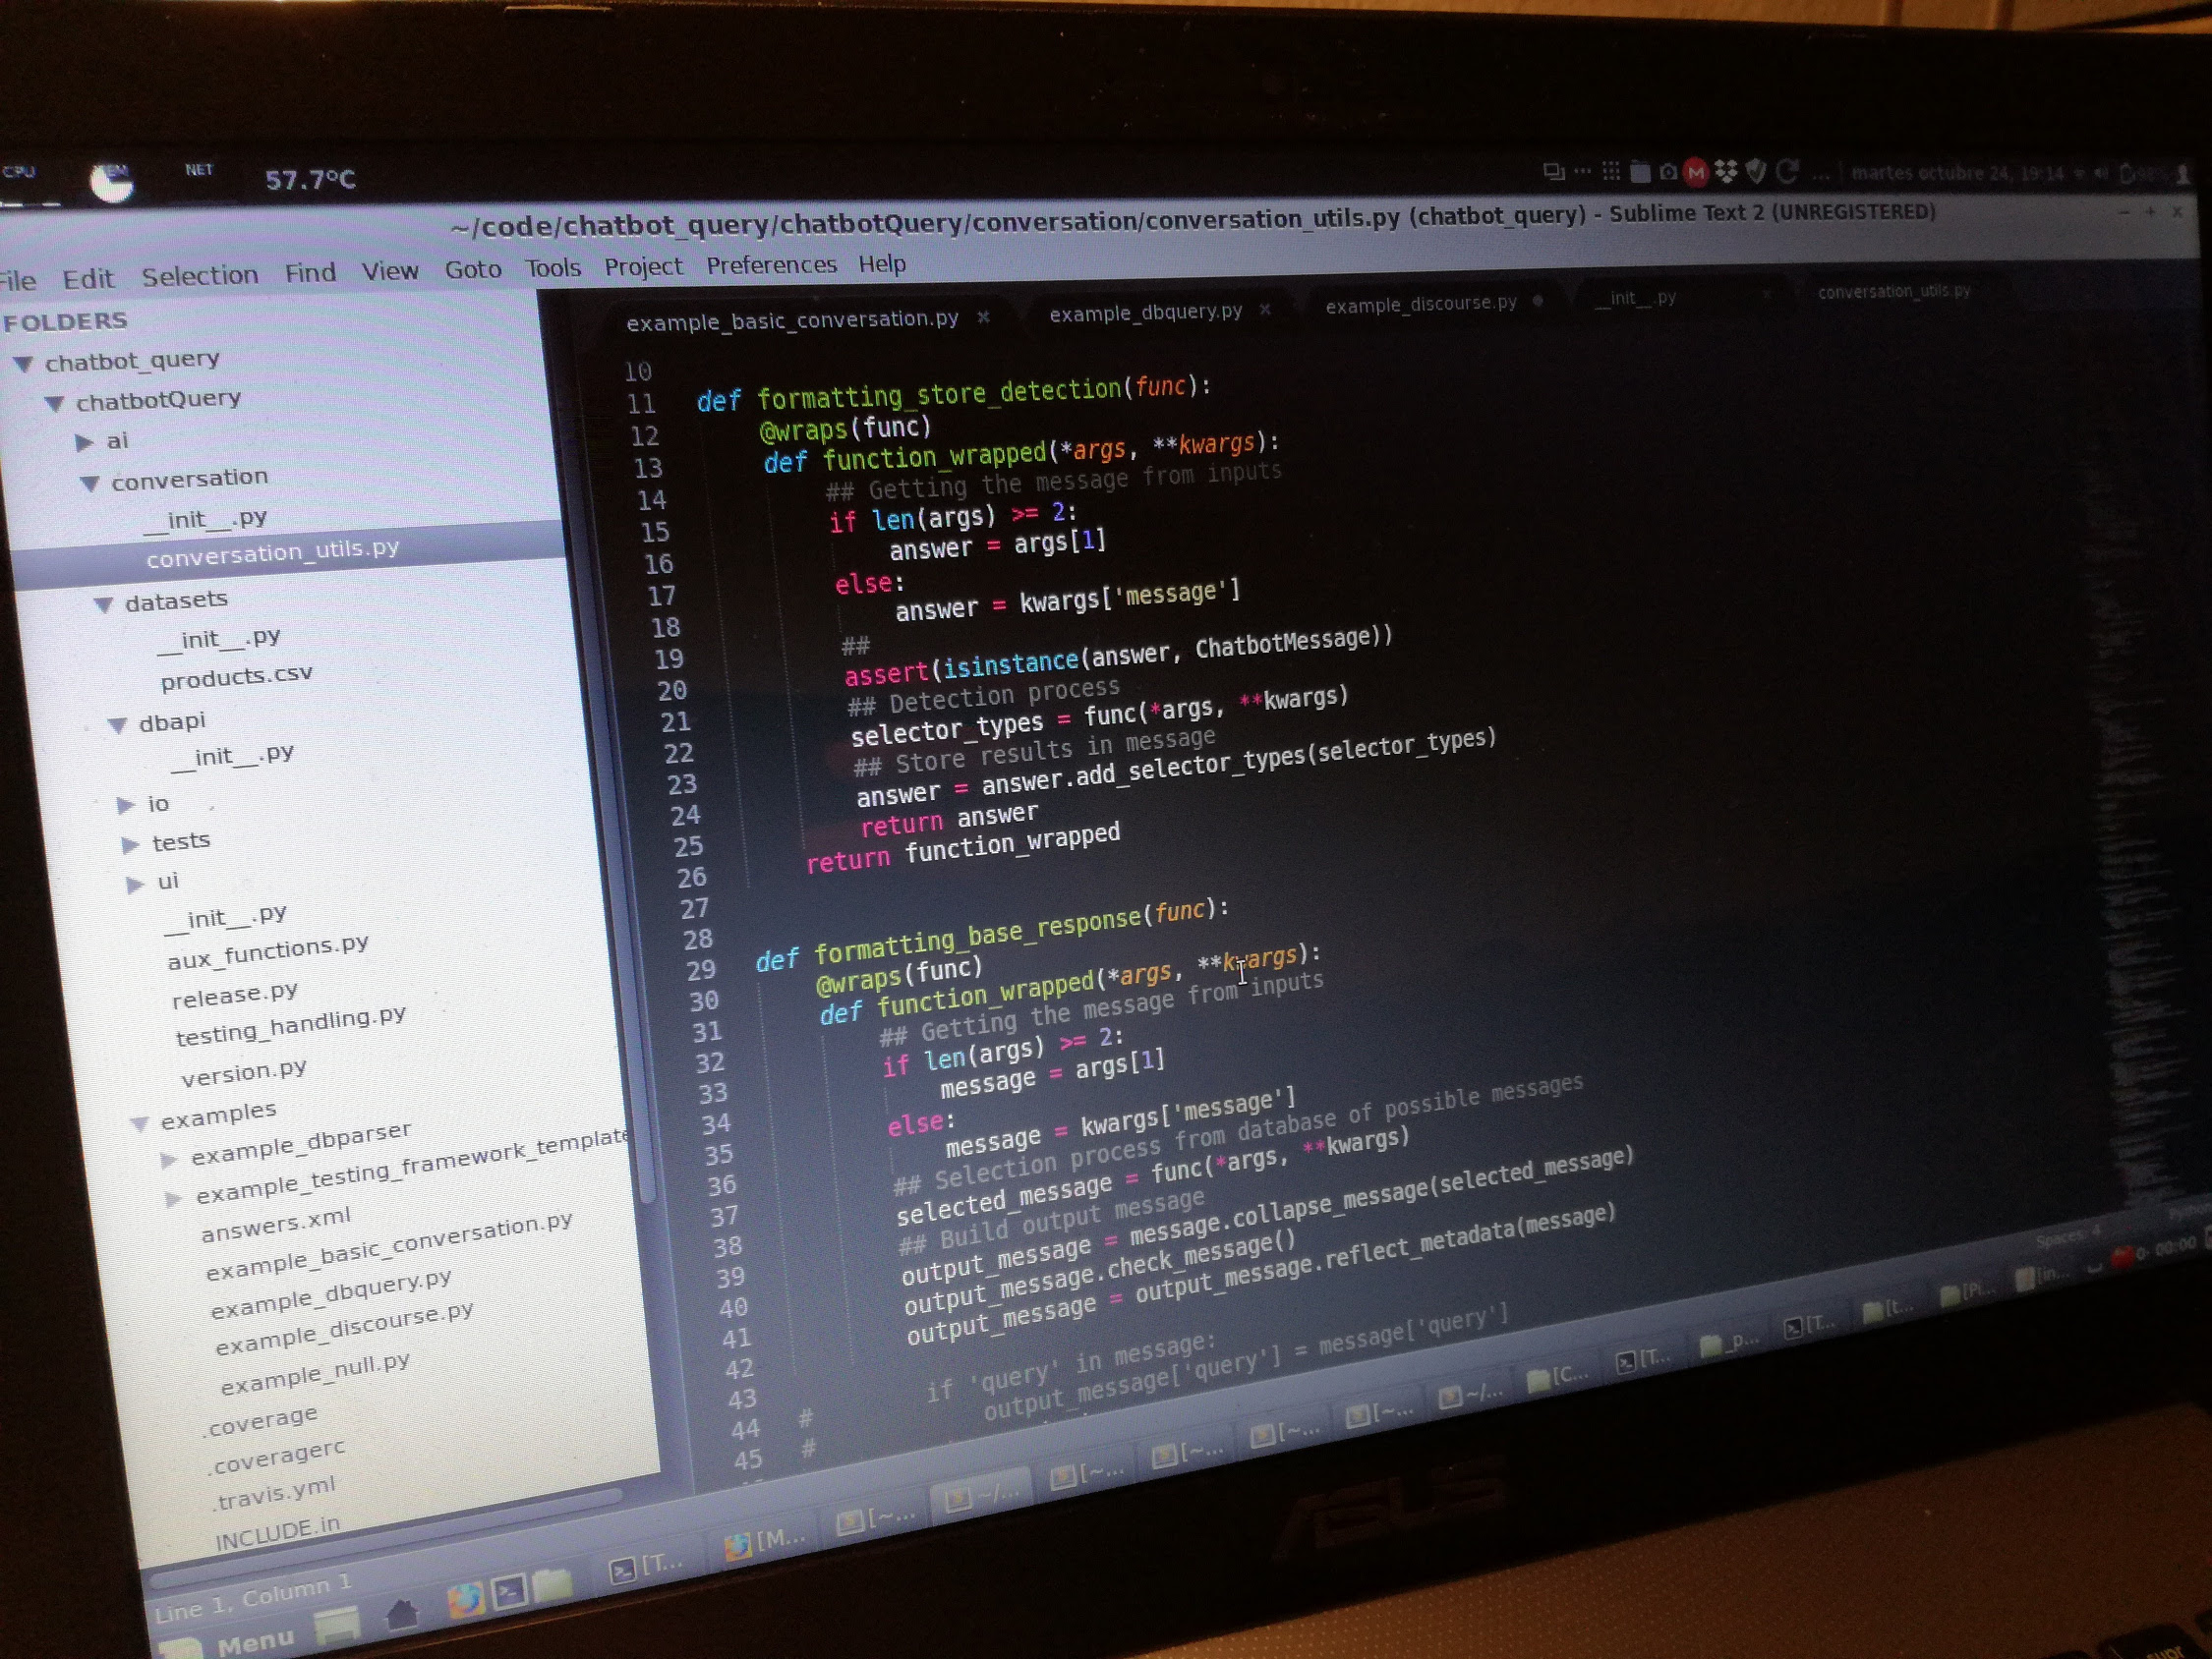 CPU
NET
57.7ºC
martes octubre 24, 19:14
~/code/chatbot_query/chatbotQuery/conversation/conversation_utils.py (chatbot_query) - Sublime Text 2 (UNREGISTERED)
File Edit Selection Find View Goto Tools Project Preferences Help
FOLDERS
chatbot_query
chatbotQuery
ai
conversation
__init__.py
conversation_utils.py
datasets
__init__.py
products.csv
dbapi
__init__.py
io
tests
ui
__init__.py
aux_functions.py
release.py
testing_handling.py
version.py
examples
example_dbparser
example_testing_framework_template
answers.xml
example_basic_conversation.py
example_dbquery.py
example_discourse.py
example_null.py
.coverage
.coveragerc
.travis.yml
INCLUDE.in
example_basic_conversation.py example_dbquery.py example_discourse.py __init__.py conversation_utils.py
10
11 def formatting_store_detection(func):
12 @wraps(func)
13 def function_wrapped(*args, **kwargs):
14 ## Getting the message from inputs
15 if len(args) >= 2:
16 answer = args[1]
17 else:
18 answer = kwargs['message']
19 ##
20 assert(isinstance(answer, ChatbotMessage))
21 ## Detection process
22 selector_types = func(*args, **kwargs)
23 ## Store results in message
24 answer = answer.add_selector_types(selector_types)
25 return answer
26 return function_wrapped
27
28
29 def formatting_base_response(func):
30 @wraps(func)
31 def function_wrapped(*args, **kwargs):
32 ## Getting the message from inputs
33 if len(args) >= 2:
34 message = args[1]
35 else:
36 message = kwargs['message']
37 ## Selection process from database of possible messages
38 selected_message = func(*args, **kwargs)
39 ## Build output message
40 output_message = message.collapse_message(selected_message)
41 output_message.check_message()
42 output_message = output_message.reflect_metadata(message)
43
44 # if 'query' in message:
45 # output_message['query'] = message['query']
Line 1, Column 1
Spaces: 4
Menu
[T... [M... [~... ~/... [~... [~... [~... [~... ~/... [C... [T... _p... [T... [t... [Pi... [in... 00:00
ASUS